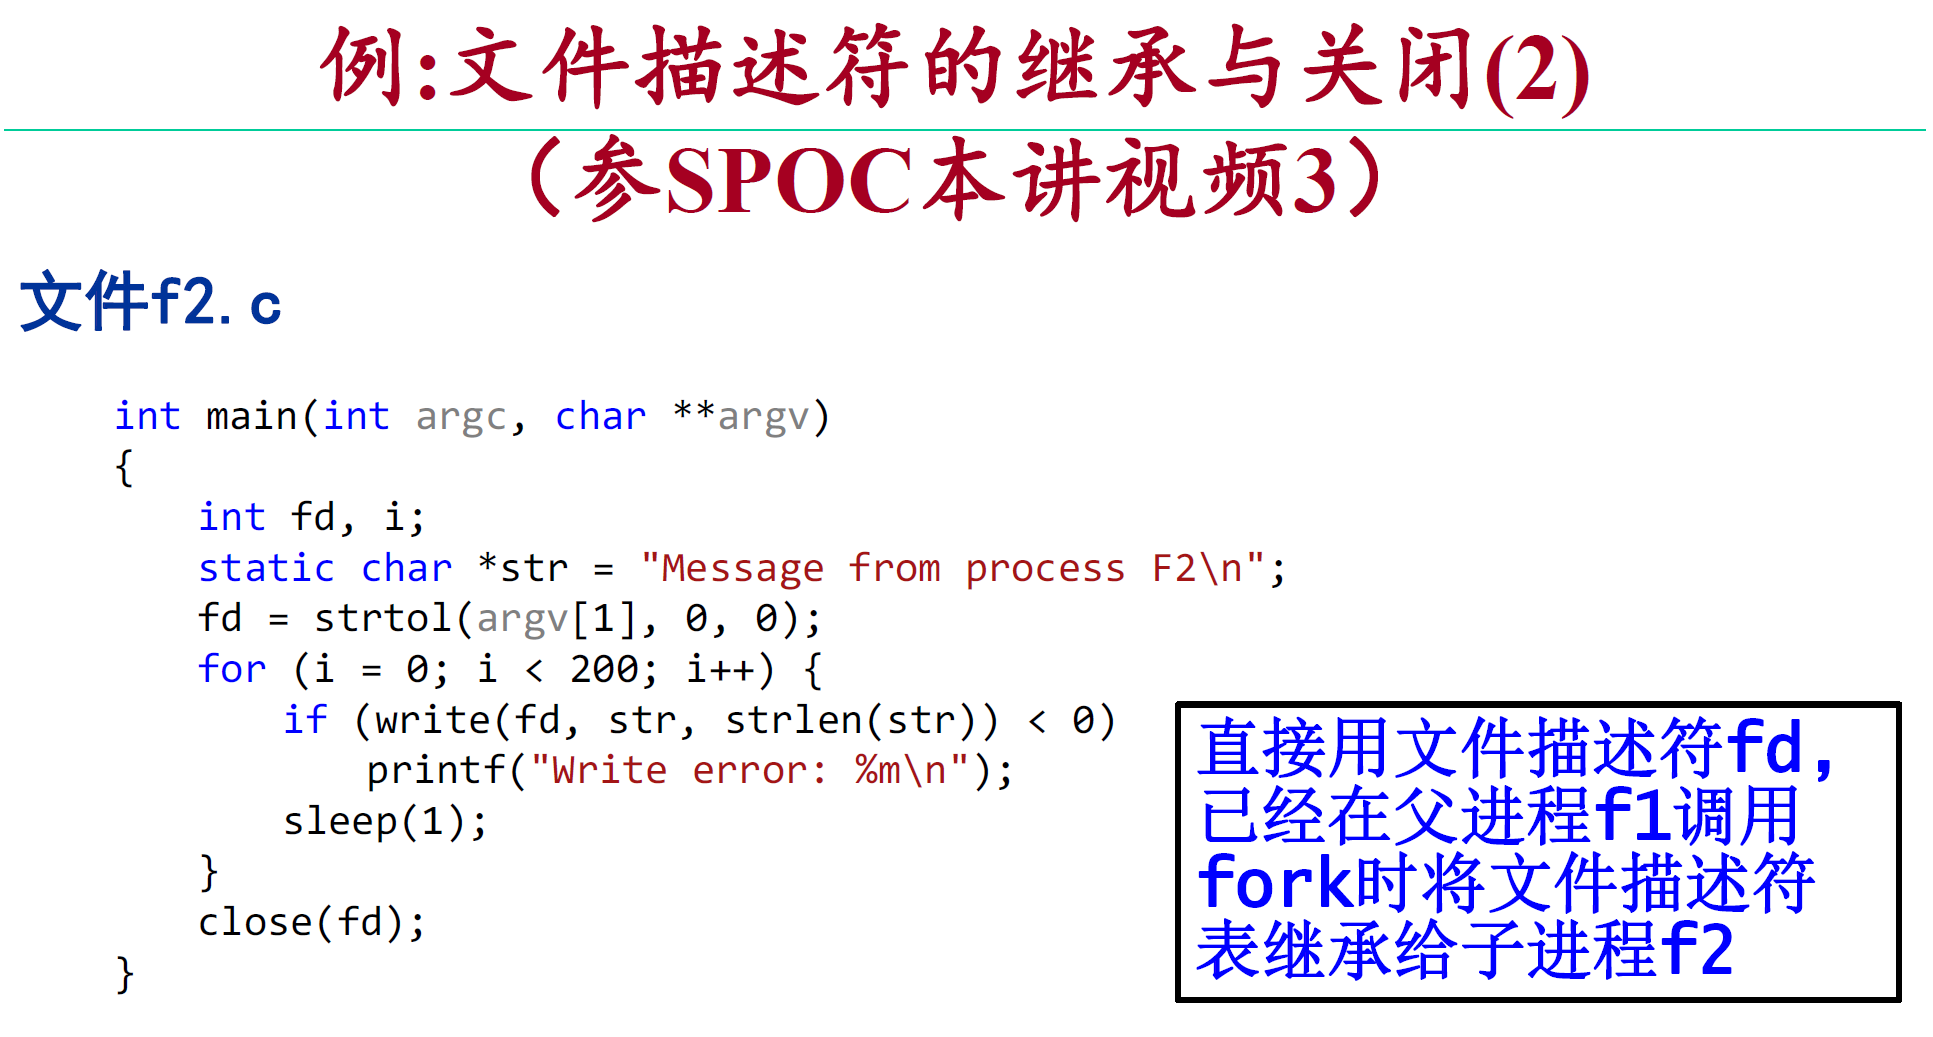 例:文件描述符的继承与关闭(2)
（参SPOC本讲视频3）
文件f2.c
int main(int argc, char **argv)
{
    int fd, i;
    static char *str = "Message from process F2\n";
    fd = strtol(argv[1], 0, 0);
    for (i = 0; i < 200; i++) {
        if (write(fd, str, strlen(str)) < 0)
            printf("Write error: %m\n");
        sleep(1);
    }
    close(fd);
}
直接用文件描述符fd，
已经在父进程f1调用
fork时将文件描述符
表继承给子进程f2